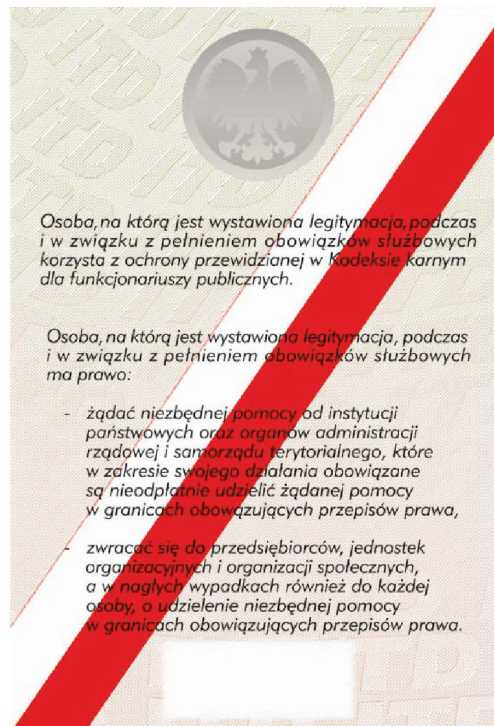 Osoba, na którą jest wystawiona legitymacja, podczas
i w związku z pełnieniem obowiązków służbowych
korzysta z ochrony przewidzianej w Kodeksie karnym
dla funkcjonariuszy publicznych.
Osoba, na którą jest wystawiona legitymacja, podczas
i w związku z pełnieniem obowiązków służbowych
ma prawo:
- żądać niezbędnej pomocy od instytucji
państwowych oraz organów administracji
rządowej i samorządu terytorialnego, które
w zakresie swojego działania obowiązane
są nieodpłatnie udzielić żądanej pomocy
w granicach obowązujących przepisów prawa,
- zwracać się do przedsiębiorców, jednostek
organizacyjnych i organizacji społecznych,
a w nagłych wypadkach również do każdej
osoby, o udzielenie niezbędnej pomocy
w granicach obowiązujących przepisów prawa.
ITD